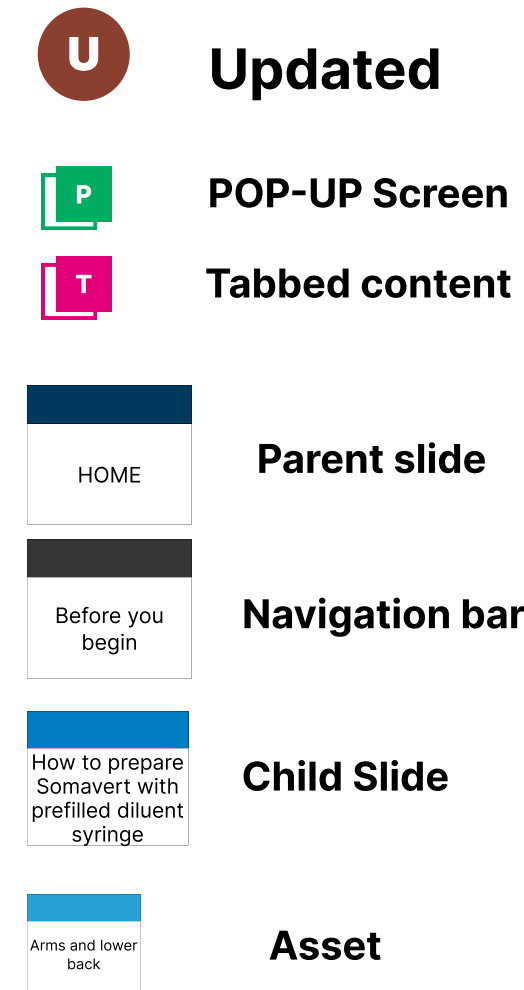 U
Updated
P
POP-UP Screen
T
Tabbed content
HOME
Parent slide
Before you
begin
Navigation bar
How to prepare
Somavert with
prefilled diluent
syringe
Child Slide
Arms and lower
back
Asset